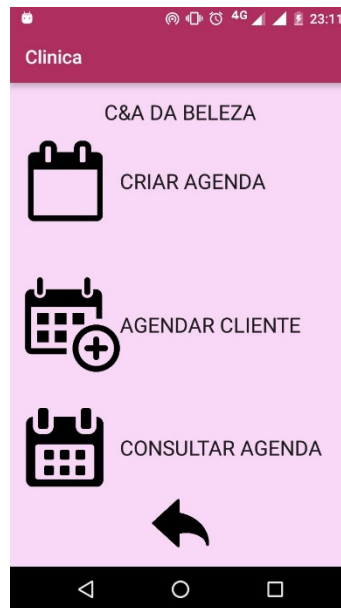 4G 23:11
Clinica
C&A DA BELEZA
CRIAR AGENDA
AGENDAR CLIENTE
CONSULTAR AGENDA